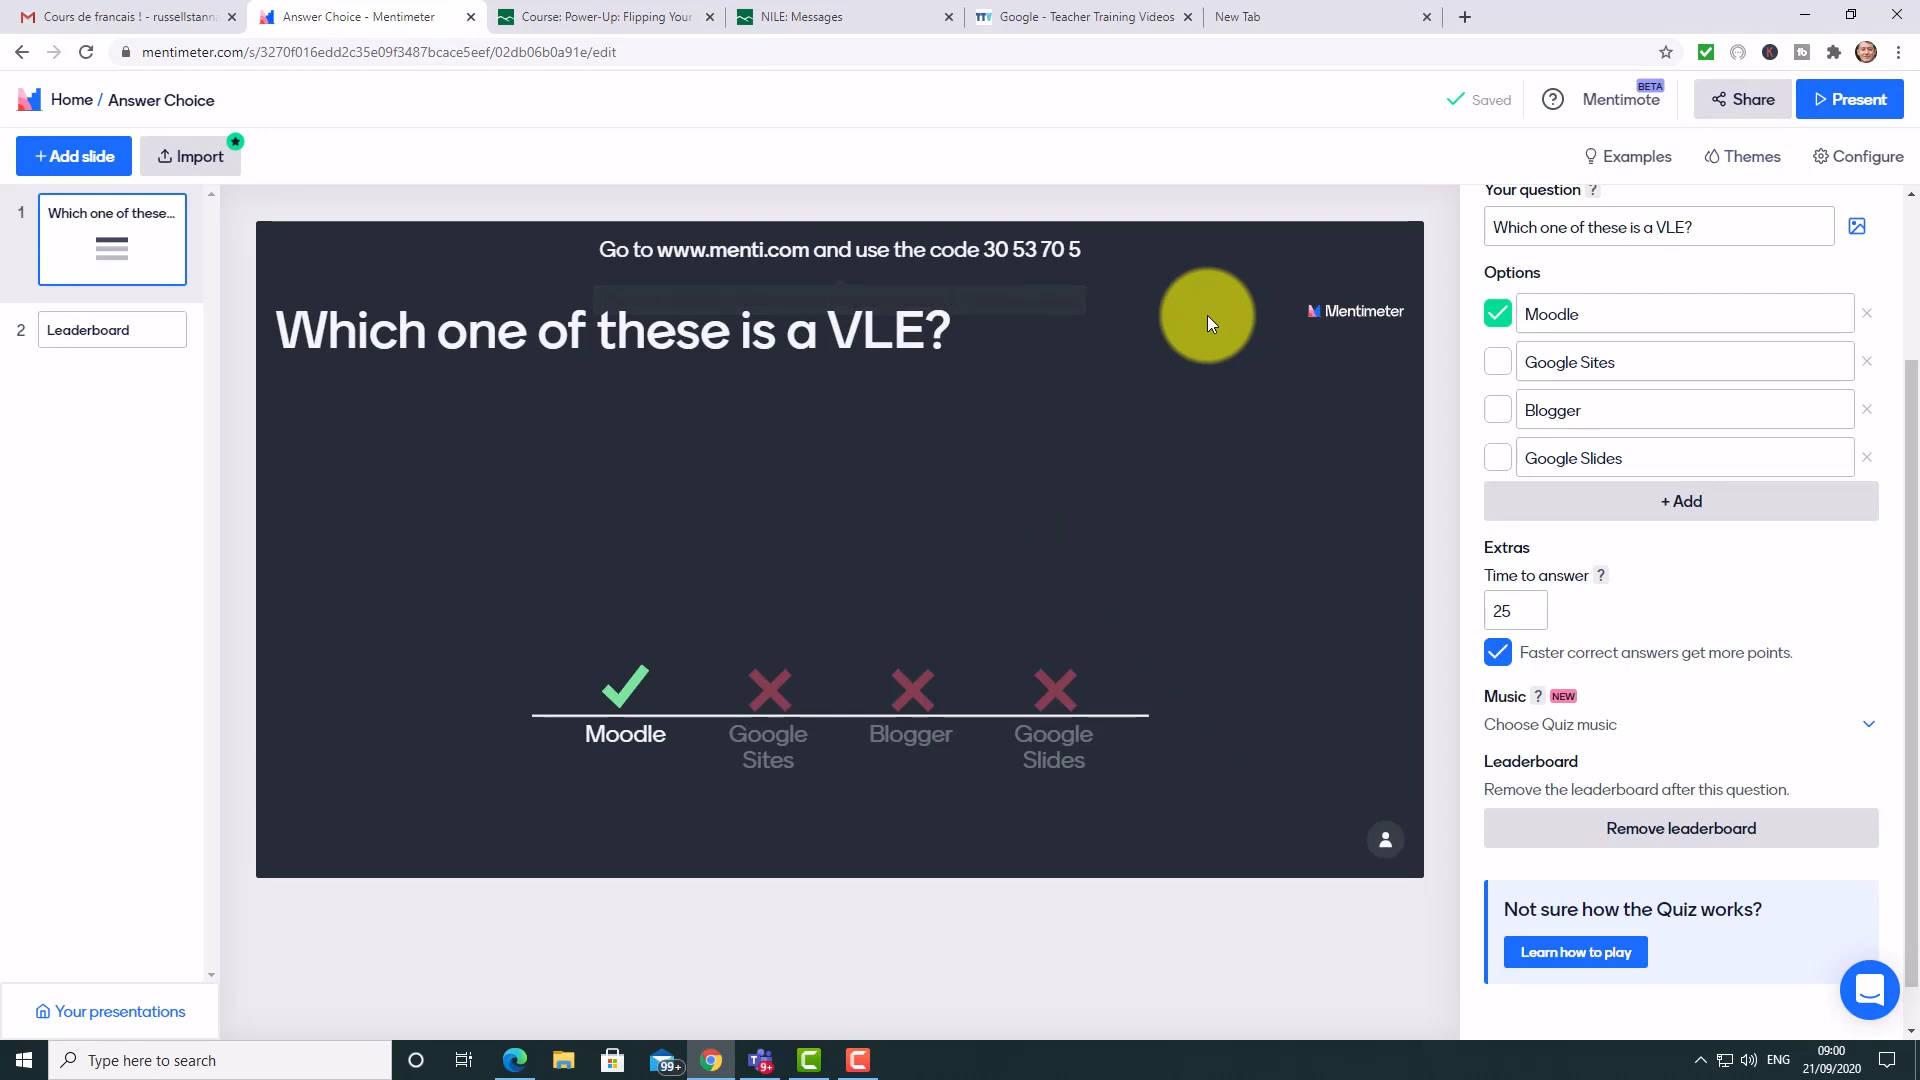 Cours de francais ! - russellstann
Answer Choice - Mentimeter
Course: Power-Up: Flipping Your
NILE: Messages
Google - Teacher Training Videos
New Tab
mentimeter.com/s/3270f016edd2c35e09f3487bcace5eef/02db06b0a91e/edit
Home / Answer Choice
Saved
Mentimote
BETA
Share
Present
+ Add slide
Import
Examples
Themes
Configure
1
Which one of these...
2
Leaderboard
Your presentations
Go to www.menti.com and use the code 30 53 70 5
Which one of these is a VLE?
Mentimeter
Moodle
Google
Sites
Blogger
Google
Slides
Your question ?
Which one of these is a VLE?
Options
Moodle
Google Sites
Blogger
Google Slides
+ Add
Extras
Time to answer ?
25
Faster correct answers get more points.
Music ? NEW
Choose Quiz music
Leaderboard
Remove the leaderboard after this question.
Remove leaderboard
Not sure how the Quiz works?
Learn how to play
Type here to search
99+
9+
ENG
09:00
21/09/2020